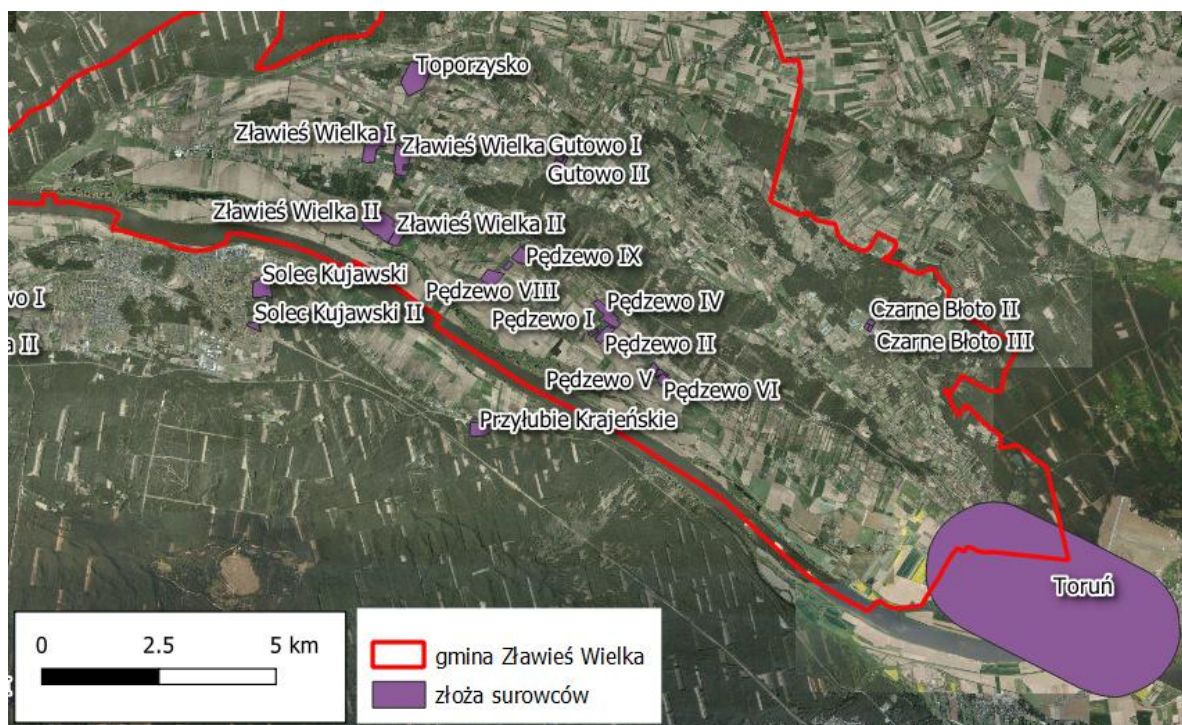 Toporzysko
Zławieś Wielka I
Zławieś Wielka
Gutowo I
Gutowo II
Zławieś Wielka II
Zławieś Wielka II
Pędzewo IX
Solec Kujawski
Pędzewo VIII
wo I
Pędzewo IV
Solec Kujawski II
Pędzewo I
Czarne Błoto II
a II
Pędzewo II
Czarne Błoto III
Pędzewo V
Pędzewo VI
Przyłubie Krajeńskie
Toruń
0 2.5 5 km
gmina Zławieś Wielka
złoża surowców